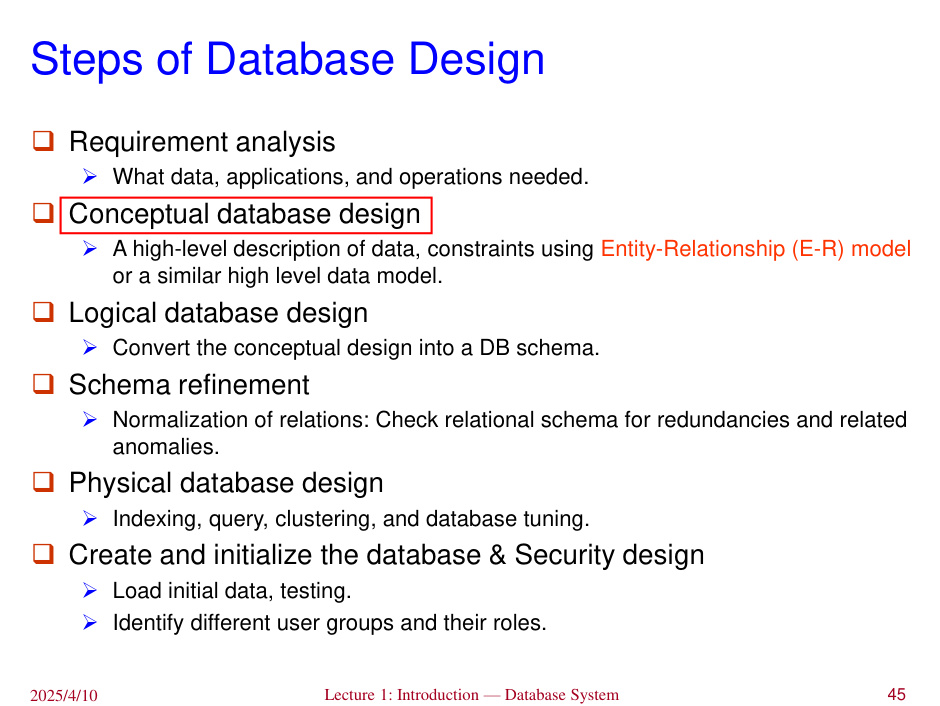 Steps of Database Design
❑ Requirement analysis
➢ What data, applications, and operations needed.
❑ Conceptual database design
➢ A high-level description of data, constraints using Entity-Relationship (E-R) model
or a similar high level data model.
❑ Logical database design
➢ Convert the conceptual design into a DB schema.
❑ Schema refinement
➢ Normalization of relations: Check relational schema for redundancies and related
anomalies.
❑ Physical database design
➢ Indexing, query, clustering, and database tuning.
❑ Create and initialize the database & Security design
➢ Load initial data, testing.
➢ Identify different user groups and their roles.
2025/4/10 Lecture 1: Introduction — Database System 45